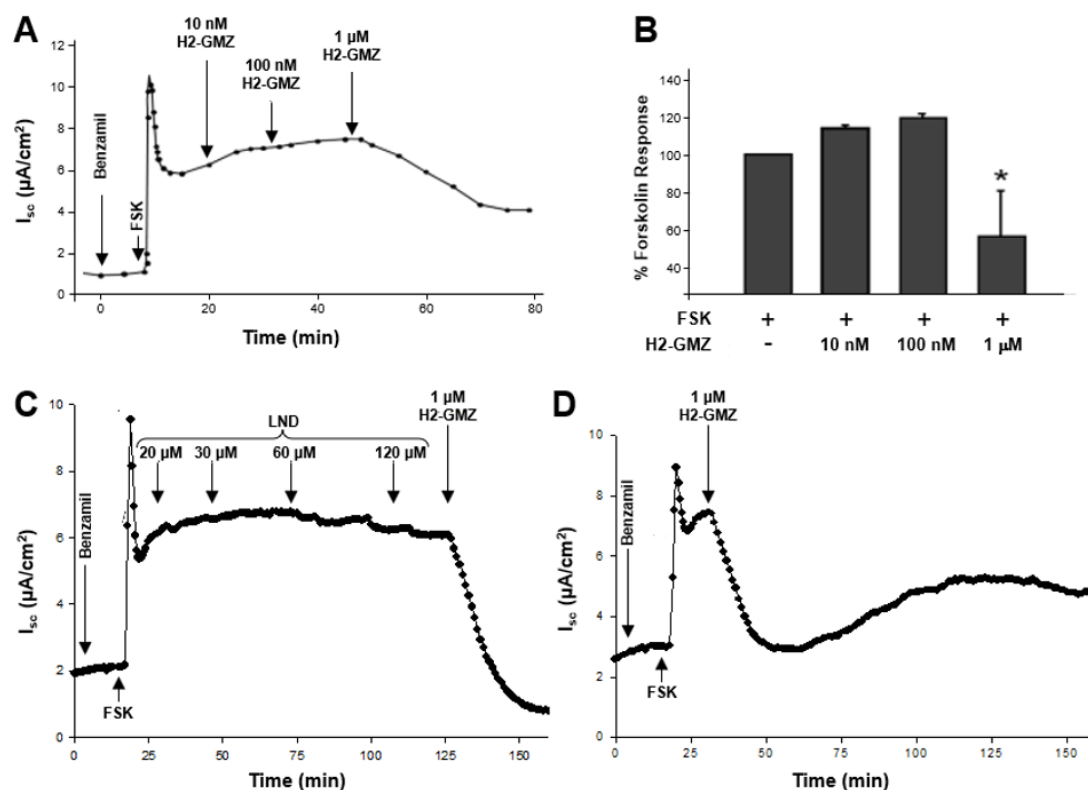 A
10 nM
H2-GMZ
1 µM
H2-GMZ
100 nM
H2-GMZ
Benzamil
FSK
12
10
8
6
4
2
0
Isc (µA/cm²)
0
20
40
60
80
Time (min)
B
140
120
100
80
60
40
% Forskolin Response
*
FSK + + + +
H2-GMZ - 10 nM 100 nM 1 µM
C
1 µM
H2-GMZ
LND
20 µM 30 µM 60 µM 120 µM
Benzamil
FSK
10
8
6
4
2
0
Isc (µA/cm²)
0 25 50 75 100 125 150
Time (min)
D
1 µM
H2-GMZ
Benzamil
FSK
10
8
6
4
2
0
Isc (µA/cm²)
0 25 50 75 100 125 150
Time (min)